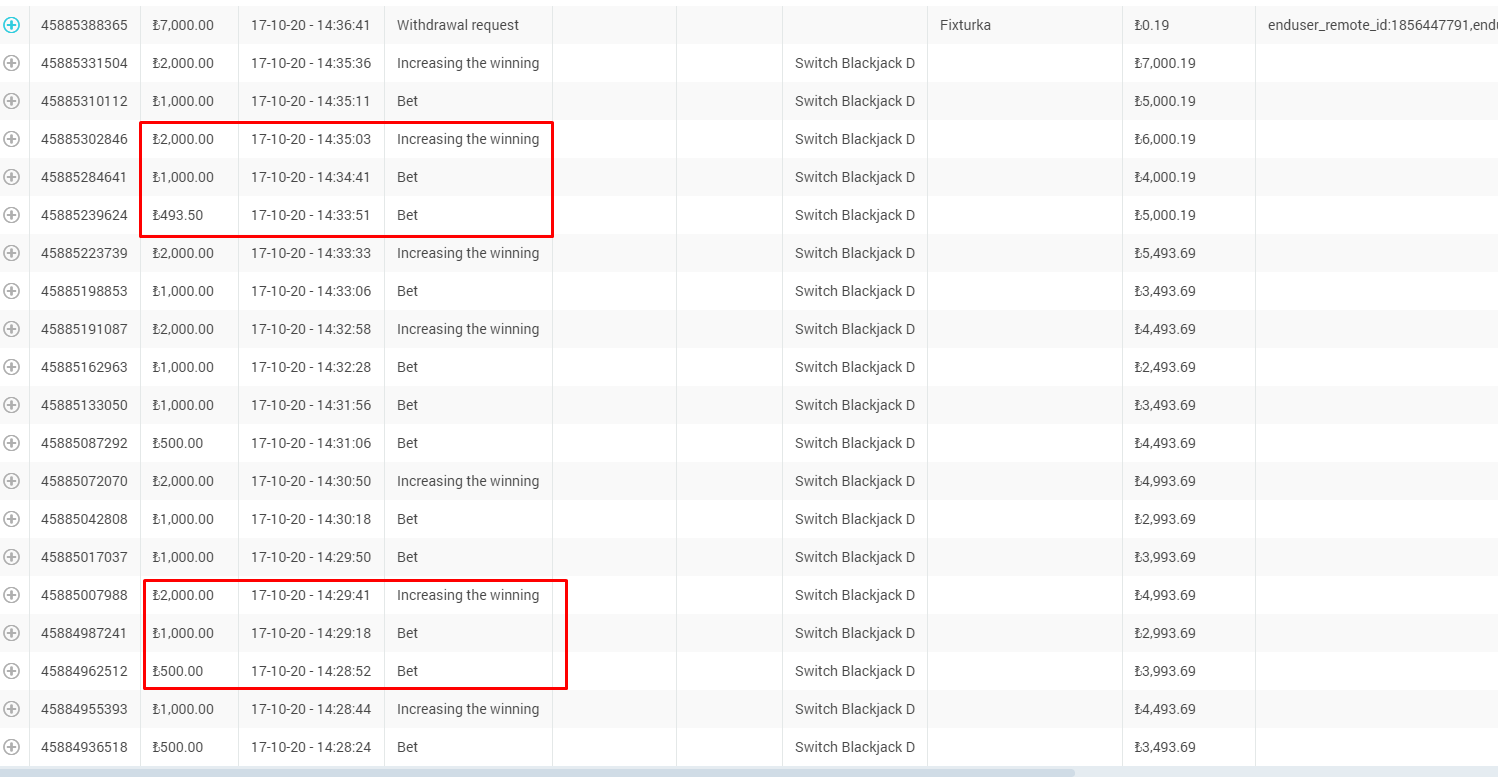 45885388365 ₺7,000.00 17-10-20 - 14:36:41 Withdrawal request Fixturka ₺0.19 enduser_remote_id:1856447791,endu
45885331504 ₺2,000.00 17-10-20 - 14:35:36 Increasing the winning Switch Blackjack D ₺7,000.19
45885310112 ₺1,000.00 17-10-20 - 14:35:11 Bet Switch Blackjack D ₺5,000.19
45885302846 ₺2,000.00 17-10-20 - 14:35:03 Increasing the winning Switch Blackjack D ₺6,000.19
45885284641 ₺1,000.00 17-10-20 - 14:34:41 Bet Switch Blackjack D ₺4,000.19
45885239624 ₺493.50 17-10-20 - 14:33:51 Bet Switch Blackjack D ₺5,000.19
45885223739 ₺2,000.00 17-10-20 - 14:33:33 Increasing the winning Switch Blackjack D ₺5,493.69
45885198853 ₺1,000.00 17-10-20 - 14:33:06 Bet Switch Blackjack D ₺3,493.69
45885191087 ₺2,000.00 17-10-20 - 14:32:58 Increasing the winning Switch Blackjack D ₺4,493.69
45885162963 ₺1,000.00 17-10-20 - 14:32:28 Bet Switch Blackjack D ₺2,493.69
45885133050 ₺1,000.00 17-10-20 - 14:31:56 Bet Switch Blackjack D ₺3,493.69
45885087292 ₺500.00 17-10-20 - 14:31:06 Bet Switch Blackjack D ₺4,493.69
45885072070 ₺2,000.00 17-10-20 - 14:30:50 Increasing the winning Switch Blackjack D ₺4,993.69
45885042808 ₺1,000.00 17-10-20 - 14:30:18 Bet Switch Blackjack D ₺2,993.69
45885017037 ₺1,000.00 17-10-20 - 14:29:50 Bet Switch Blackjack D ₺3,993.69
45885007988 ₺2,000.00 17-10-20 - 14:29:41 Increasing the winning Switch Blackjack D ₺4,993.69
45884987241 ₺1,000.00 17-10-20 - 14:29:18 Bet Switch Blackjack D ₺2,993.69
45884962512 ₺500.00 17-10-20 - 14:28:52 Bet Switch Blackjack D ₺3,993.69
45884955393 ₺1,000.00 17-10-20 - 14:28:44 Increasing the winning Switch Blackjack D ₺4,493.69
45884936518 ₺500.00 17-10-20 - 14:28:24 Bet Switch Blackjack D ₺3,493.69